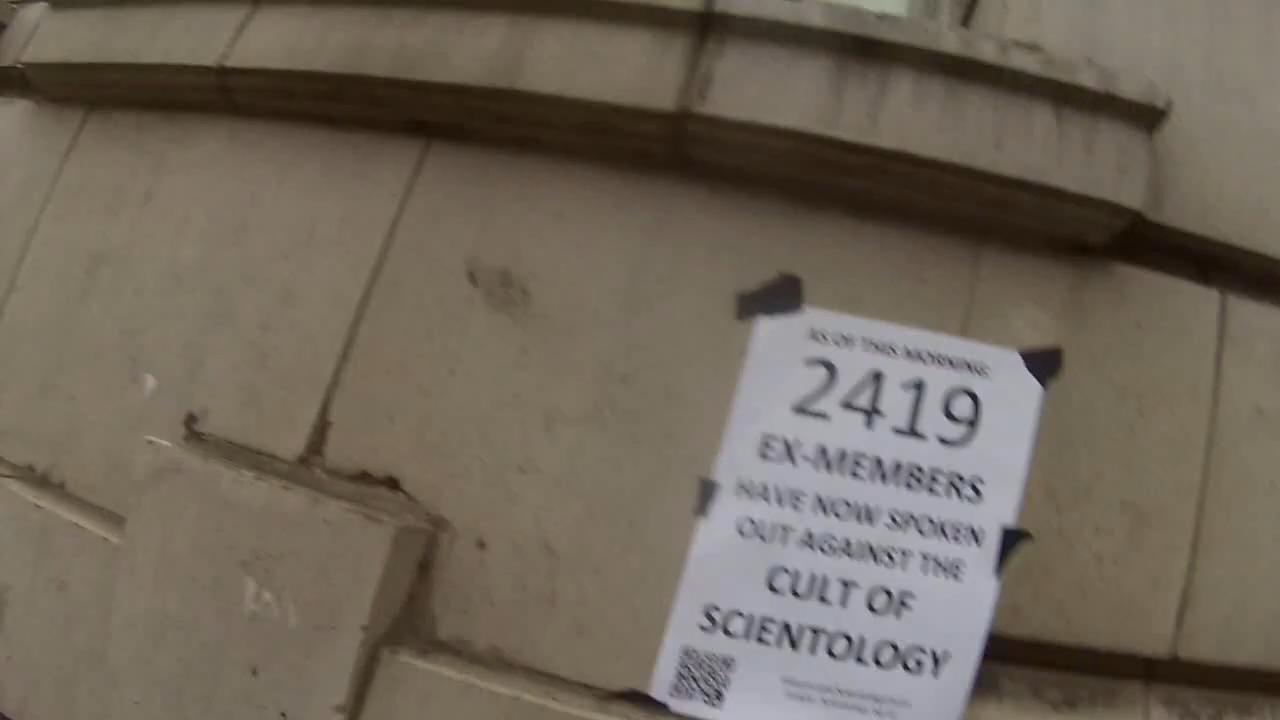 AS OF THIS MORNING:
2419
EX-MEMBERS
HAVE NOW SPOKEN
OUT AGAINST THE
CULT OF
SCIENTOLOGY